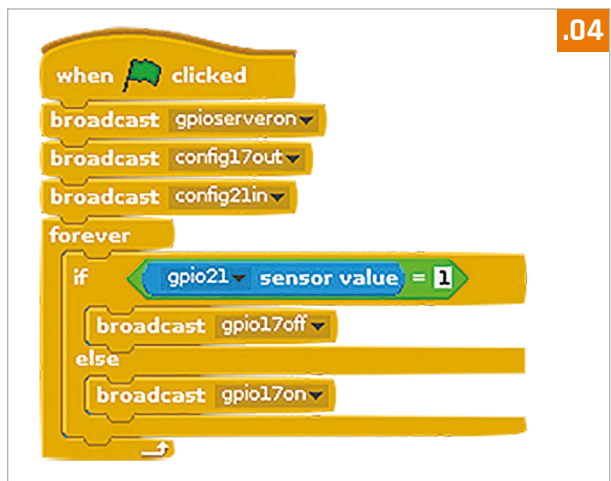 .04
when clicked
broadcast gpioserveron
broadcast config17out
broadcast config21in
forever
if gpio21 sensor value = 1
broadcast gpio17off
else
broadcast gpio17on